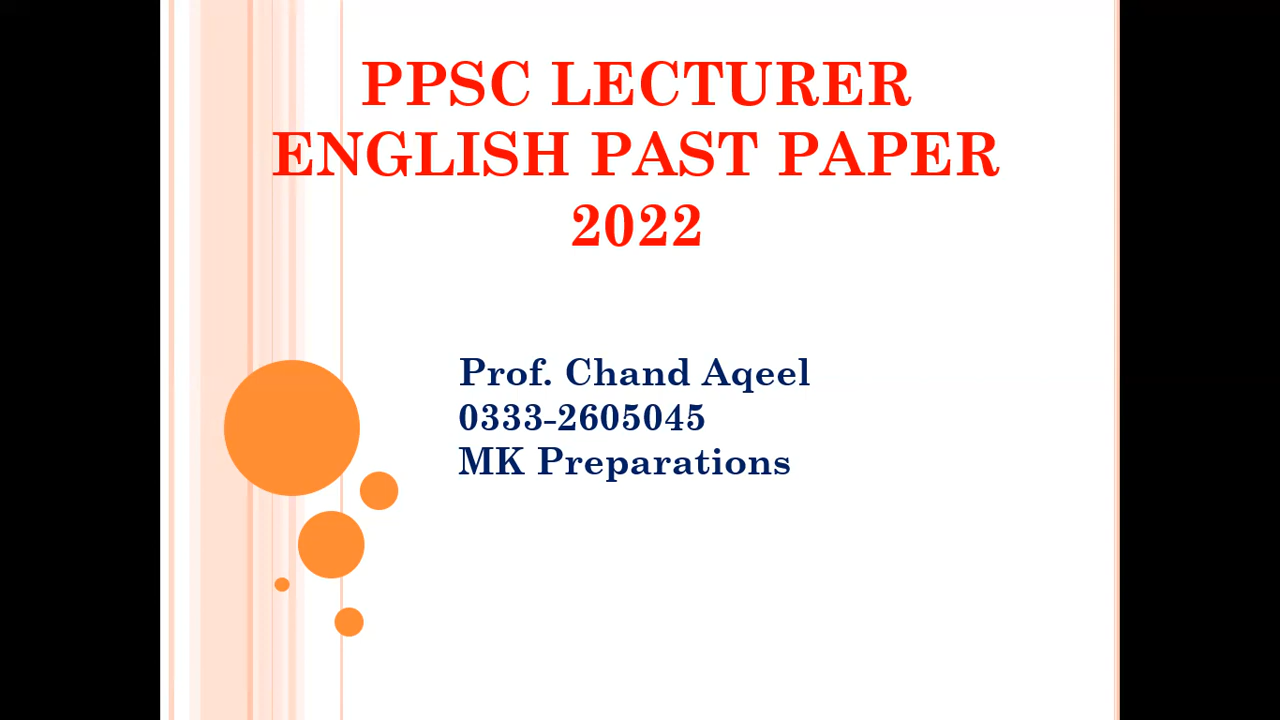 PPSC LECTURER
ENGLISH PAST PAPER
2022
Prof. Chand Aqeel
0333-2605045
MK Preparations